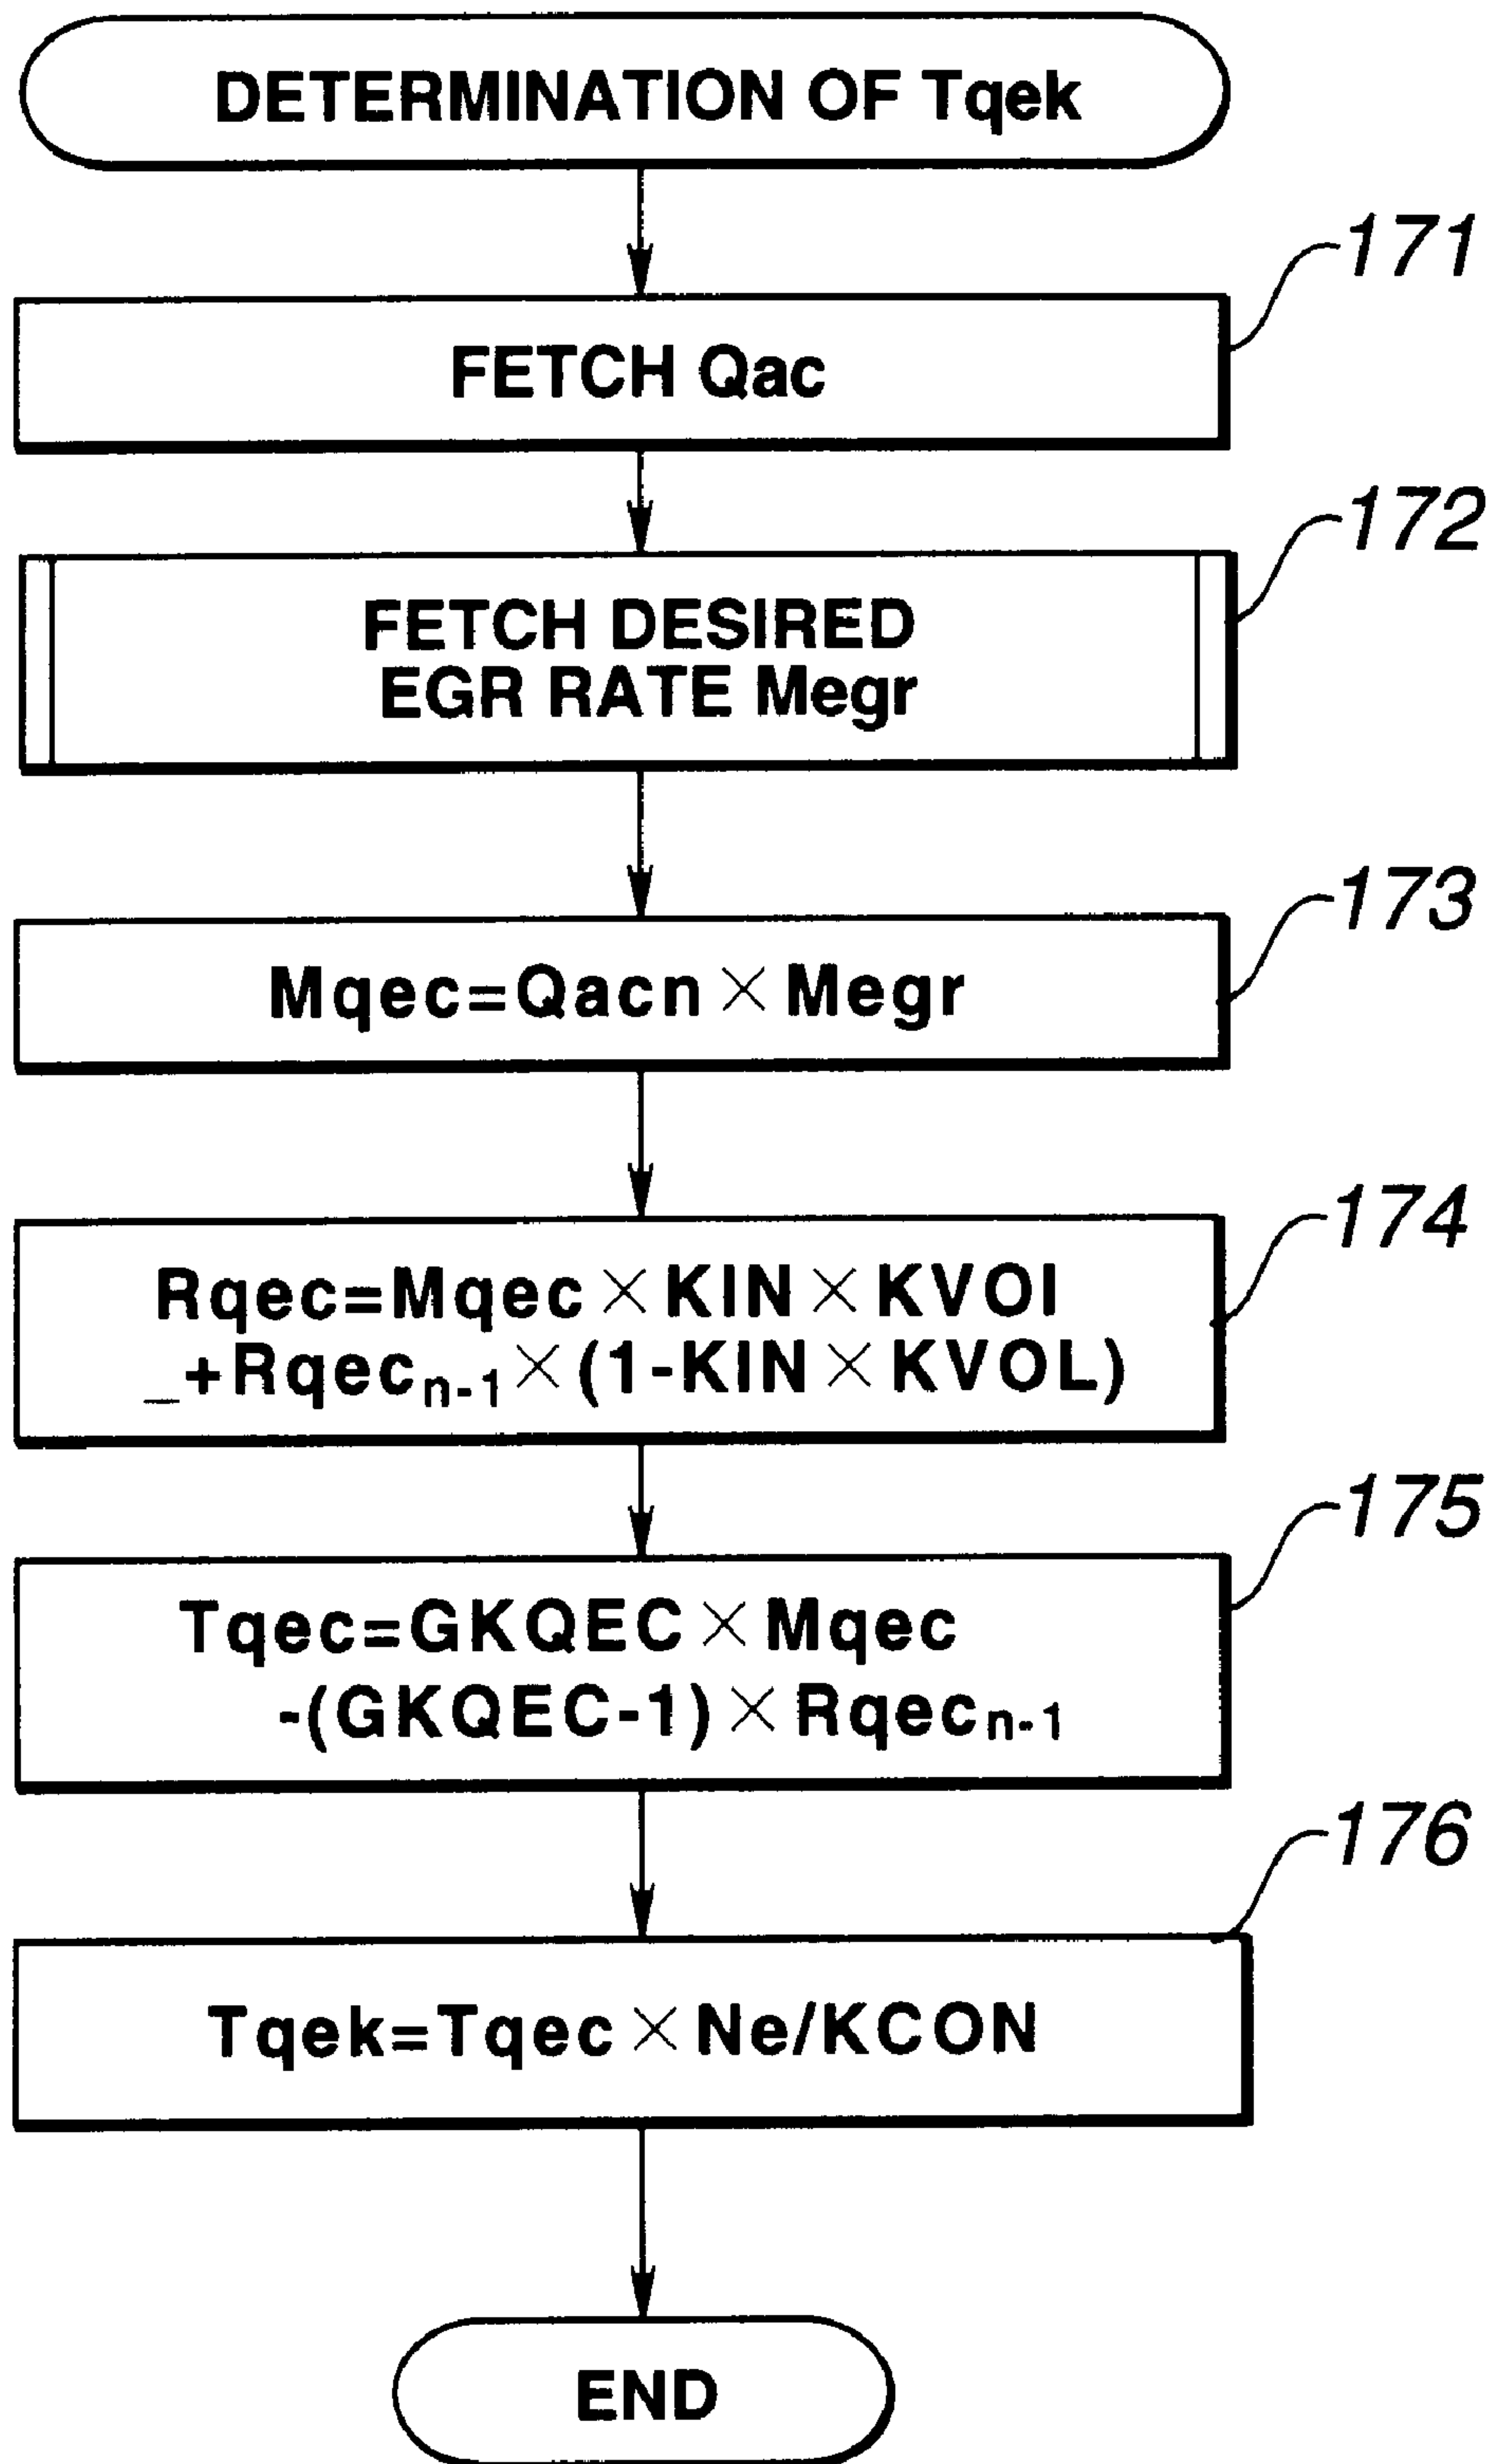 DETERMINATION OF Tqek
171
FETCH Qac
172
FETCH DESIRED
EGR RATE Megr
173
Mqec=Qacn×Megr
174
Rqec=Mqec×KIN×KVOI
_+Rqecn-1×(1-KIN×KVOL)
175
Tqec=GKQEC×Mqec
-(GKQEC-1)×Rqecn-1
176
Tqek=Tqec×Ne/KCON
END